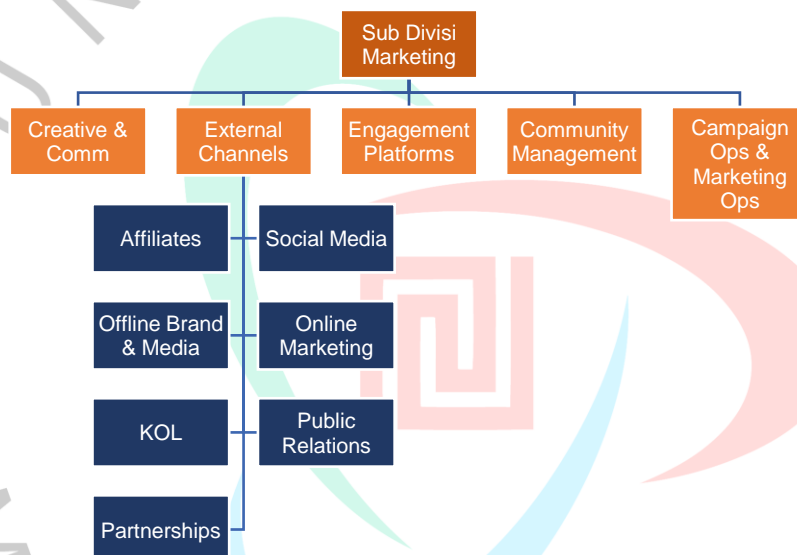 Sub Divisi
Marketing
Creative &
Comm
External
Channels
Engagement
Platforms
Community
Management
Campaign
Ops &
Marketing
Ops
Affiliates
Social Media
Offline Brand
& Media
Online
Marketing
KOL
Public
Relations
Partnerships